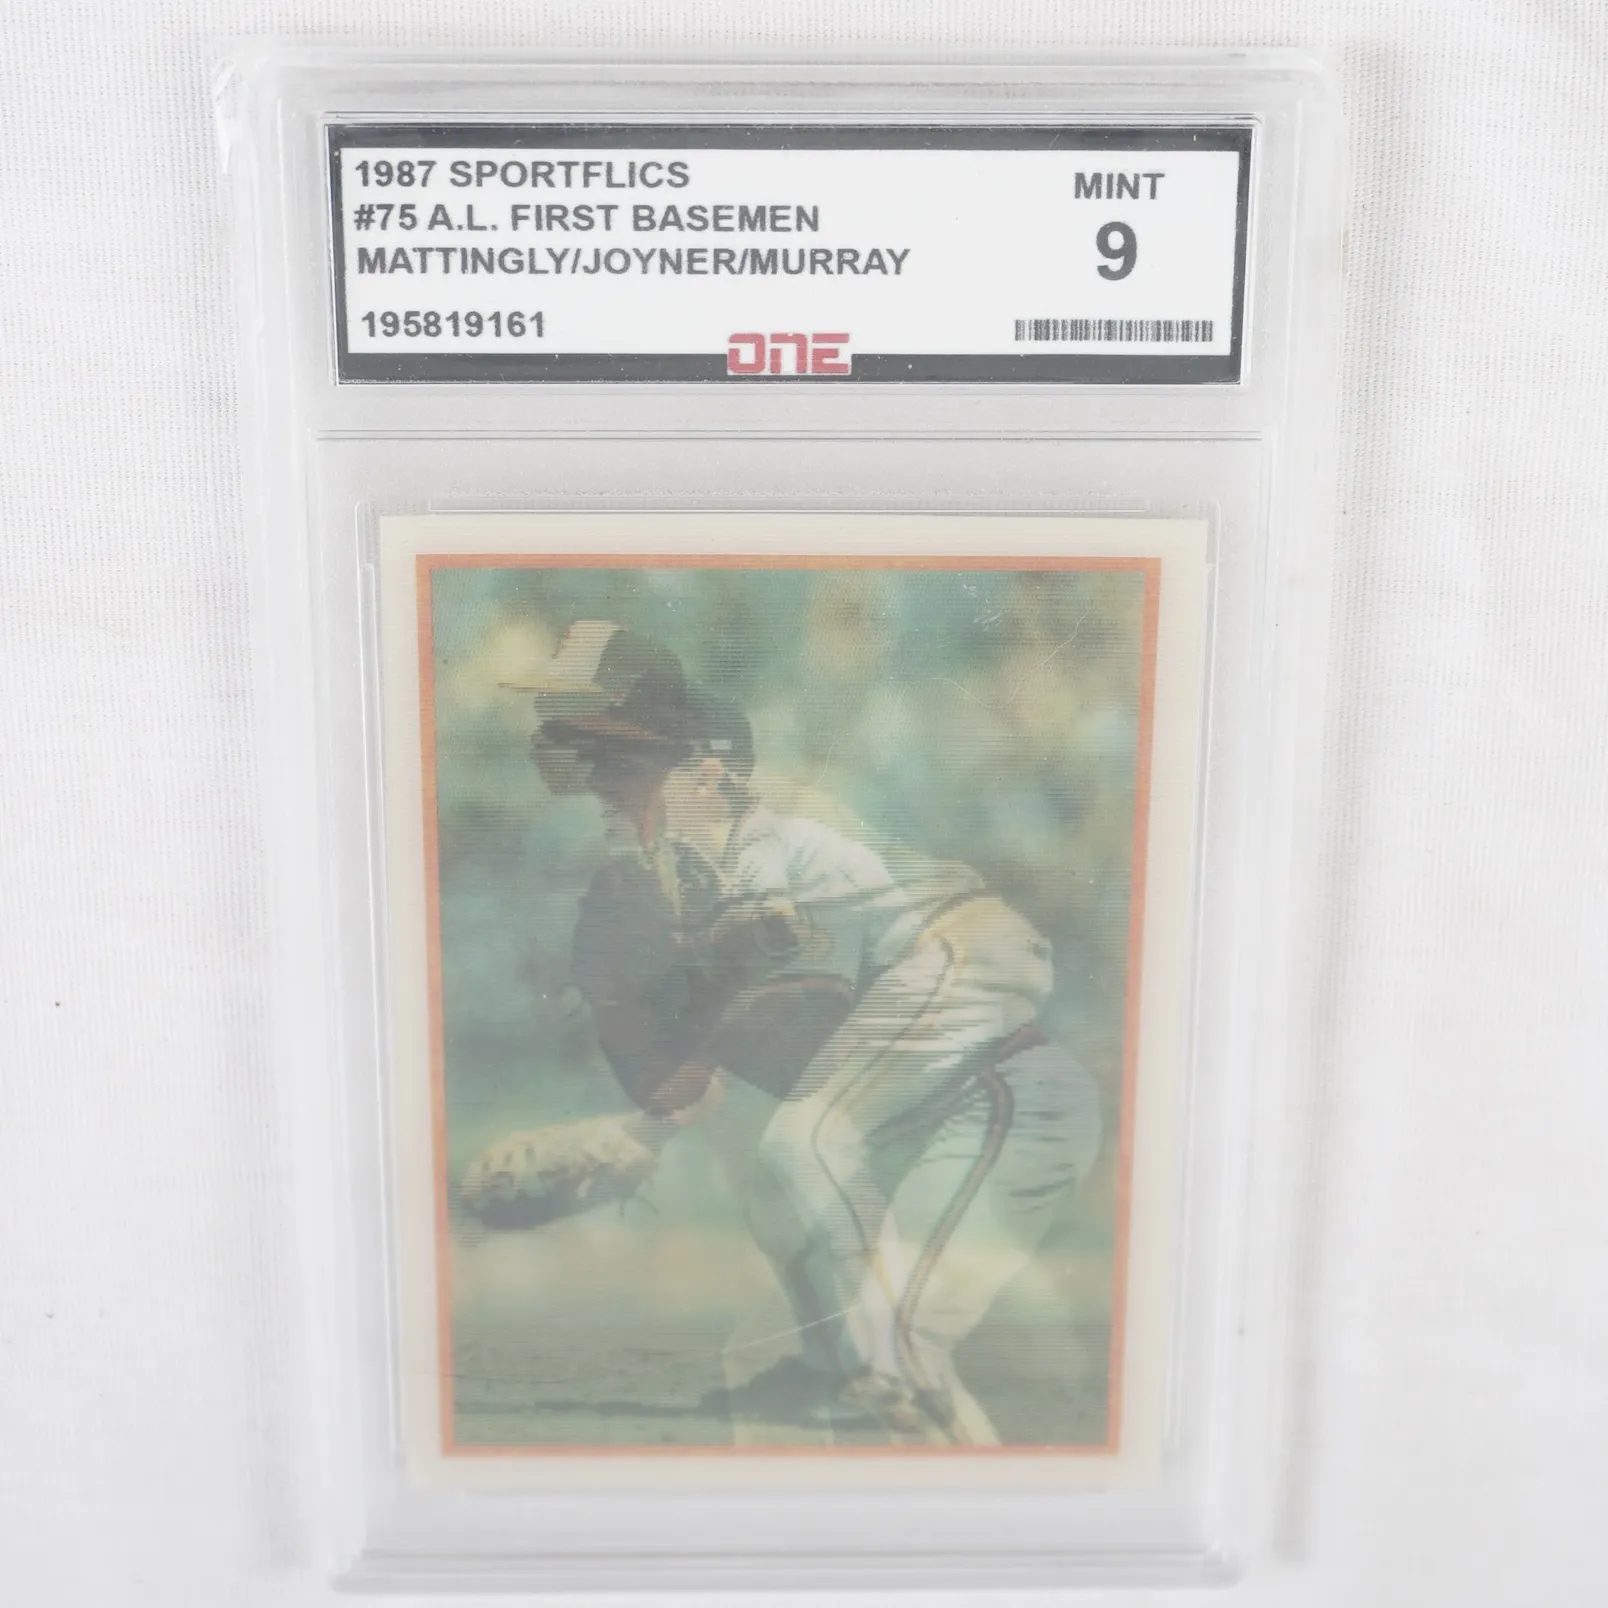 1987 SPORTFLICS
#75 A.L. FIRST BASEMEN
MATTINGLY/JOYNER/MURRAY
195819161
MINT
9
ONE